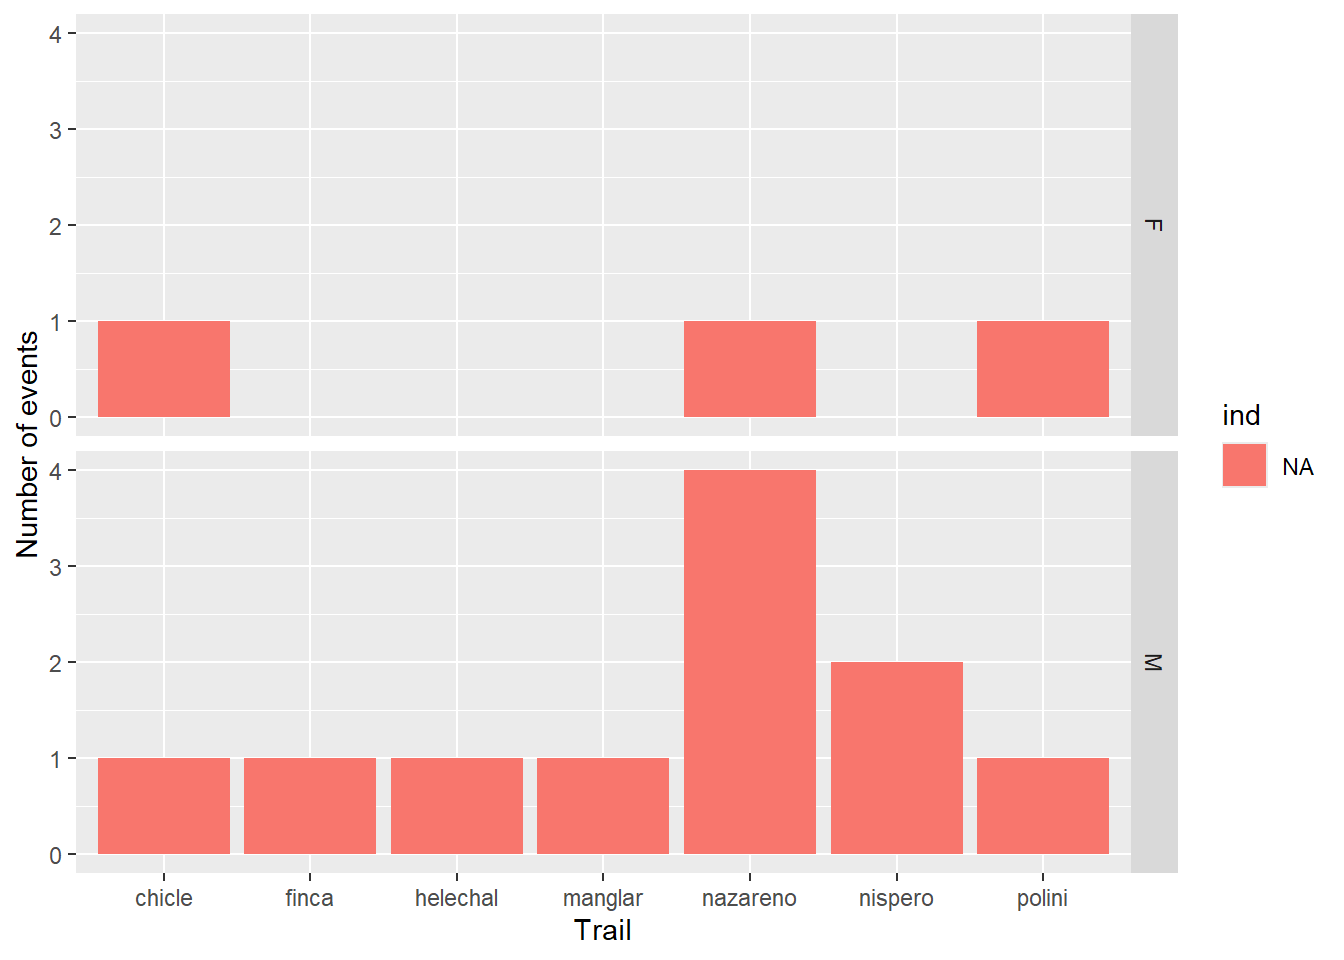 4
3
2
1
0
F
Number of events
4
3
2
1
0
M
chicle finca helechal manglar nazareno nispero polini
Trail
ind
NA